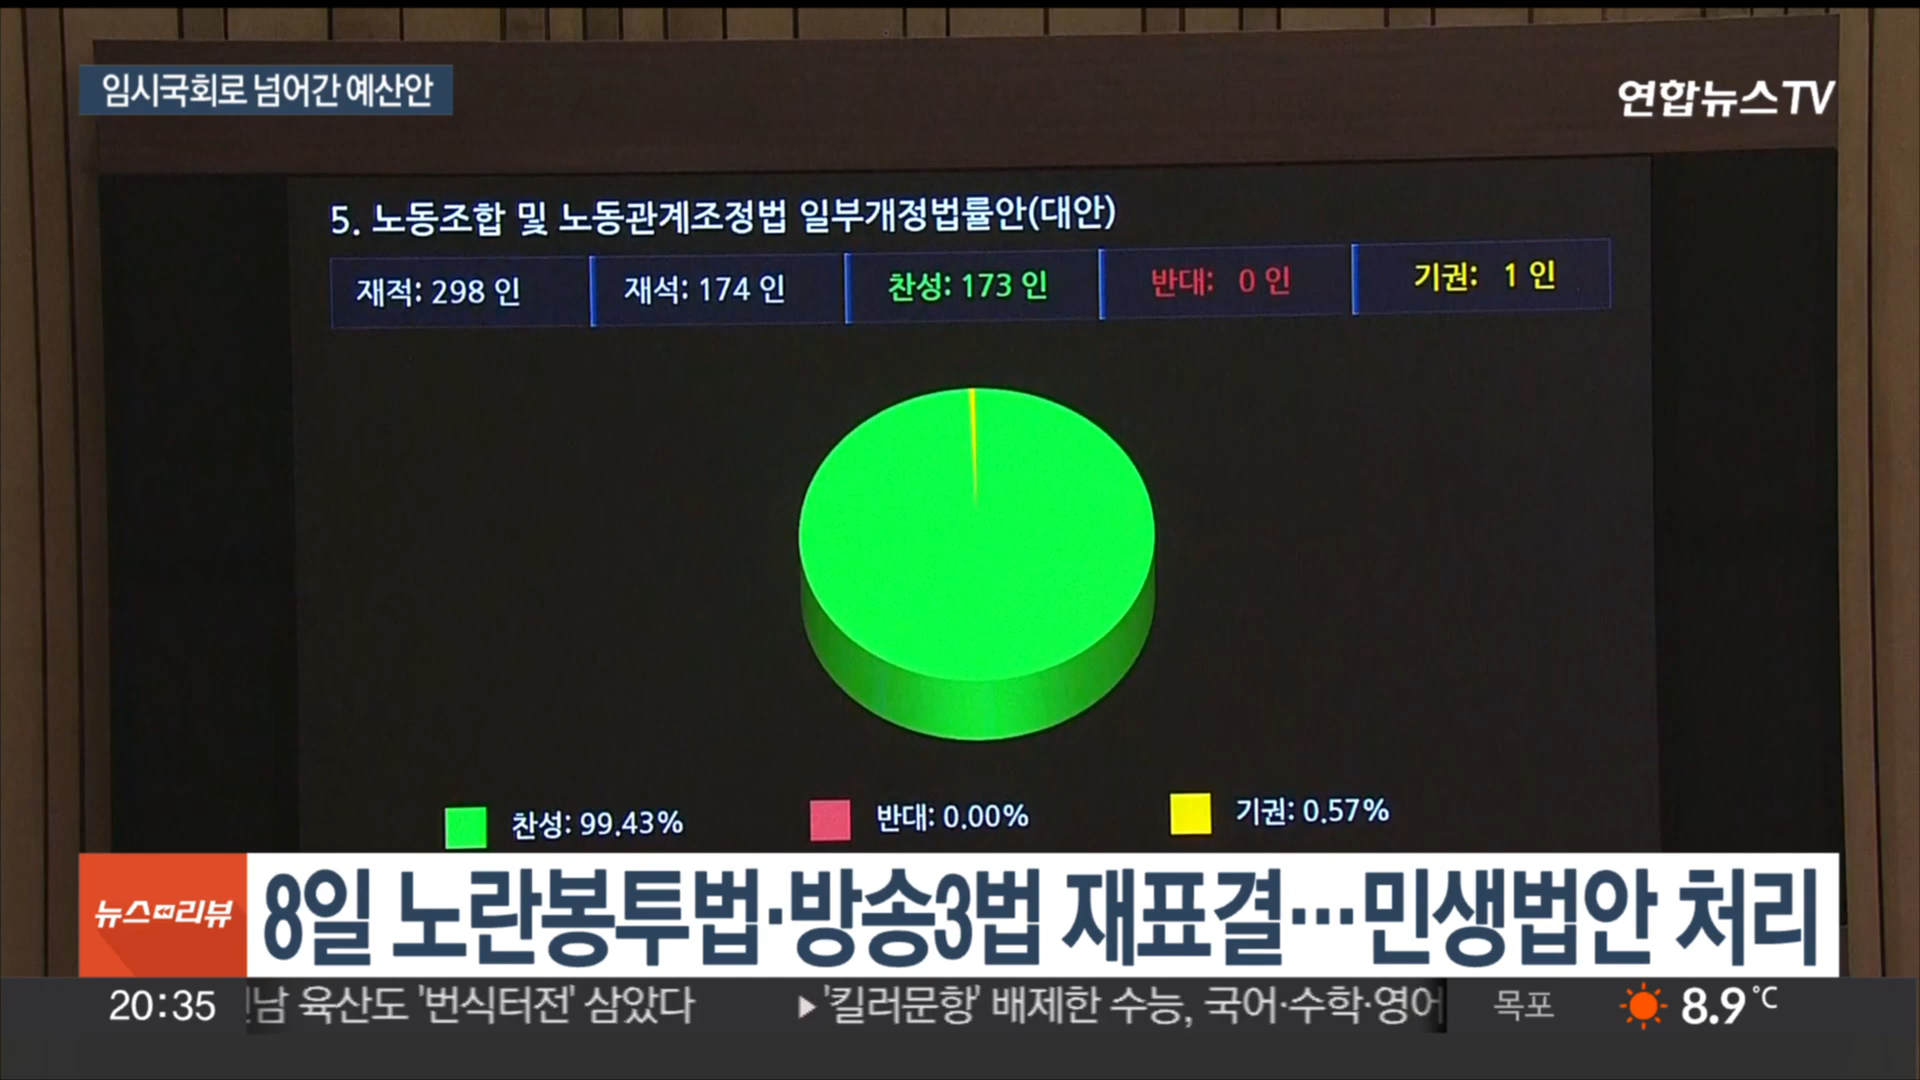 임시국회로 넘어간 예산안
연합뉴스TV
5. 노동조합 및 노동관계조정법 일부개정법률안(대안)
재적: 298 인
재석: 174 인
찬성: 173 인
반대: 0 인
기권: 1 인
찬성: 99.43%
반대: 0.00%
기권: 0.57%
뉴스리뷰
8일 노란봉투법·방송3법 재표결…민생법안 처리
20:35
남 육산도 '번식터전' 삼았다
▶'킬러문항' 배제한 수능, 국어·수학·영어
목포
8.9℃